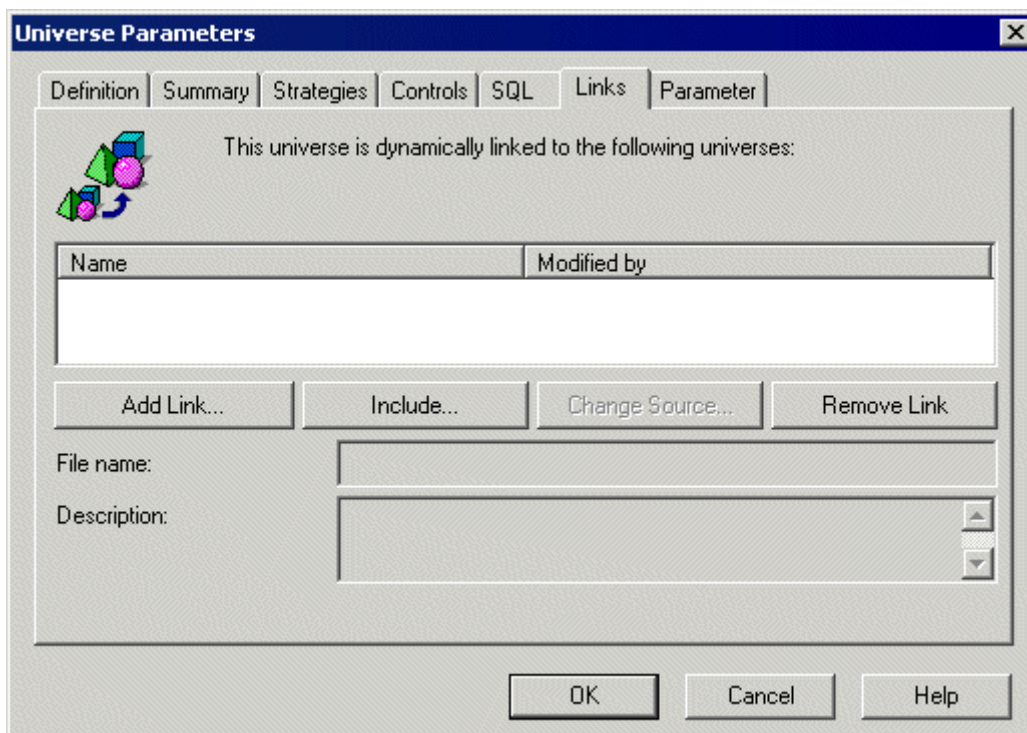 Universe Parameters
Definition Summary Strategies Controls SQL Links Parameter
This universe is dynamically linked to the following universes:
Name Modified by
Add Link... Include... Change Source... Remove Link
File name:
Description:
OK Cancel Help